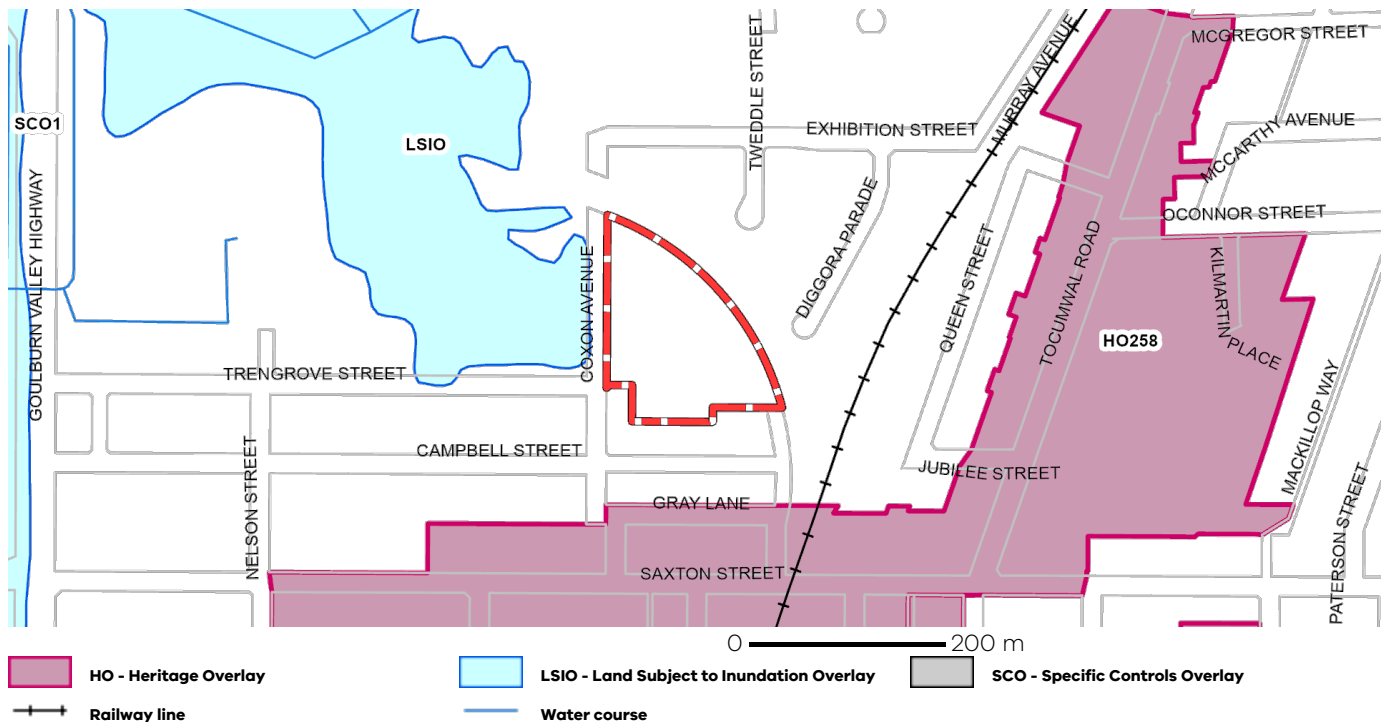 MCGREGOR STREET
MURRAY AVENUE
TWEDDLE STREET
SCO1
EXHIBITION STREET
MCCARTHY AVENUE
LSIO
GOULBURN VALLEY HIGHWAY
DIGGORA PARADE
OCONNOR STREET
COXON AVENUE
QUEEN STREET
TOCUMWAL ROAD
KILMARTIN PLACE
HO258
TRENGROVE STREET
MACKILLOP WAY
CAMPBELL STREET
JUBILEE STREET
NELSON STREET
GRAY LANE
PATERSON STREET
SAXTON STREET
0 200 m
HO - Heritage Overlay
LSIO - Land Subject to Inundation Overlay
SCO - Specific Controls Overlay
Railway line
Water course